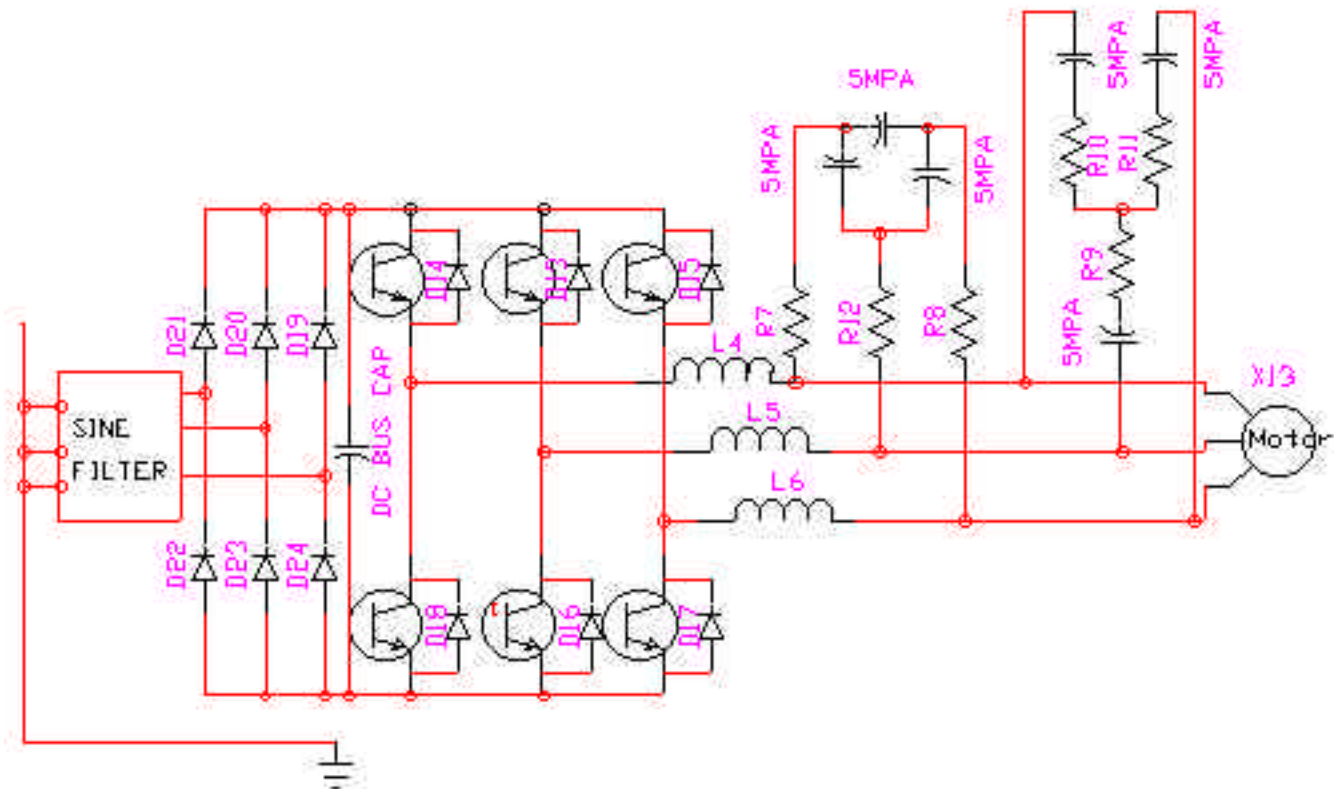 5MPA
5MPA
5MPA
5MPA
5MPA
R10
R11
R9
5MPA
D14
D13
D15
R7
R12
R8
D21
D20
D19
L4
X13
DC BUS CAP
L5
Motor
SINE
FILTER
L6
D22
D23
D24
D18
D16
D17